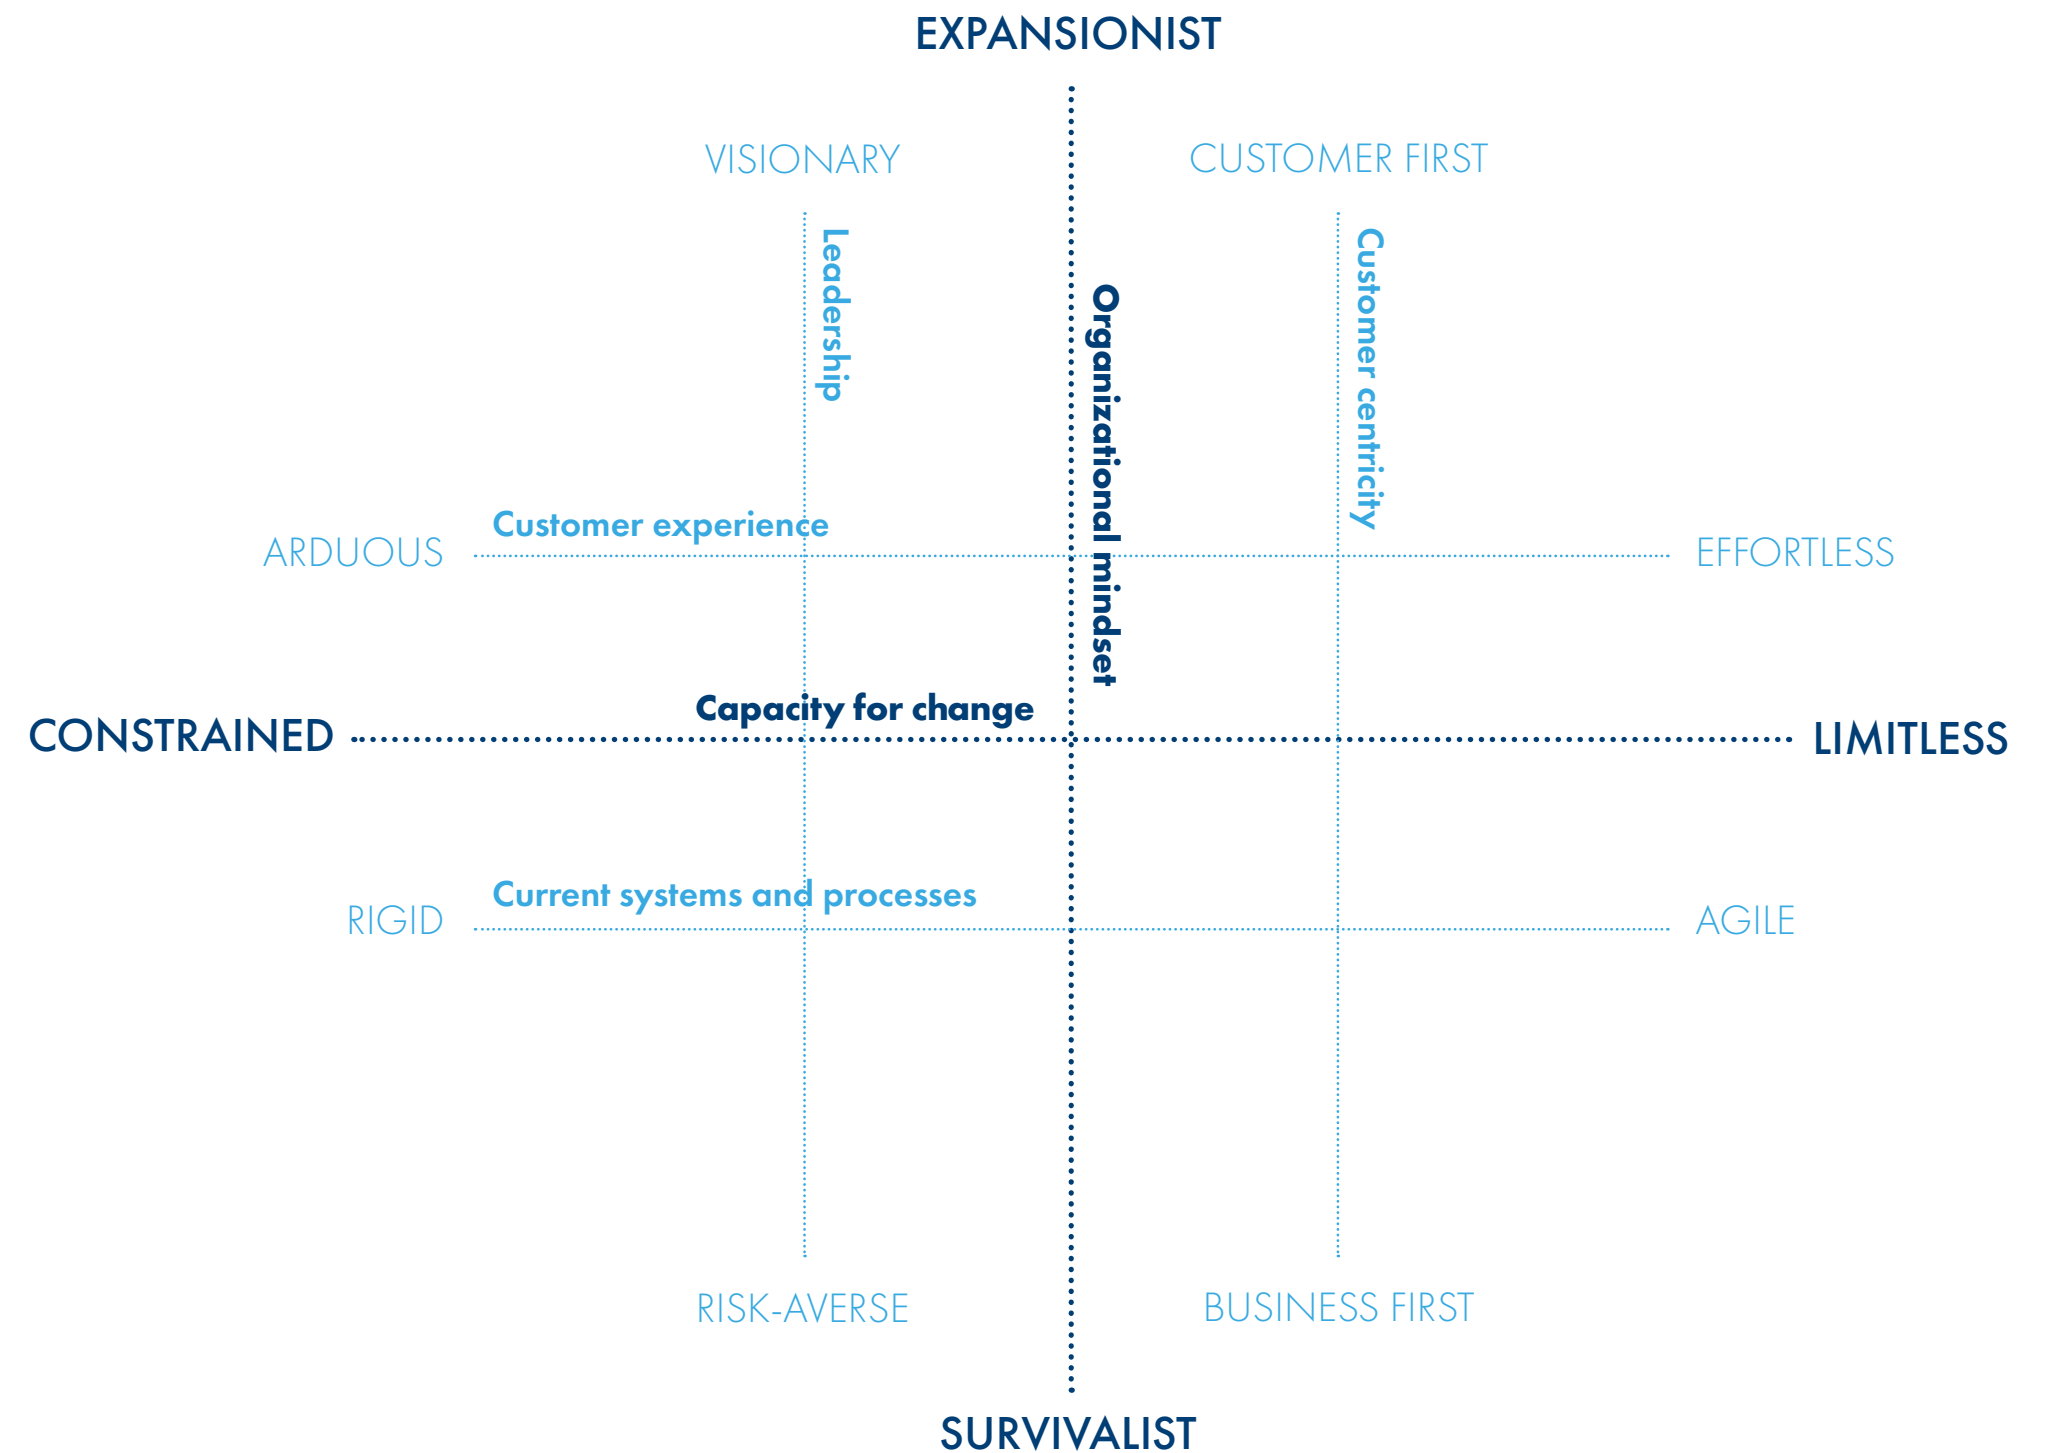 EXPANSIONIST
VISIONARY
CUSTOMER FIRST
Leadership
Customer centricity
Organizational mindset
Customer experience
ARDUOUS
EFFORTLESS
Capacity for change
CONSTRAINED
LIMITLESS
Current systems and processes
RIGID
AGILE
RISK-AVERSE
BUSINESS FIRST
SURVIVALIST